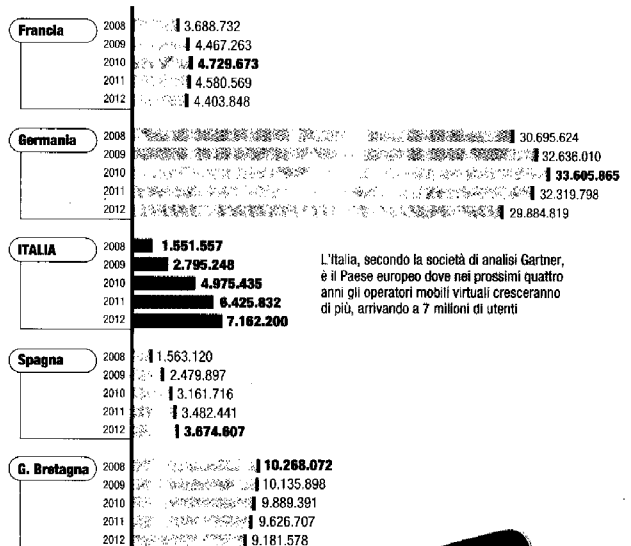 Francia
2008 3.688.732
2009 4.467.263
2010 4.729.673
2011 4.580.569
2012 4.403.848
Germania
2008 30.695.624
2009 32.636.010
2010 33.605.865
2011 32.319.798
2012 29.884.819
ITALIA
2008 1.551.557
2009 2.795.248
2010 4.975.435
2011 6.425.832
2012 7.162.200
L'Italia, secondo la società di analisi Gartner,
è il Paese europeo dove nei prossimi quattro
anni gli operatori mobili virtuali cresceranno
di più, arrivando a 7 milioni di utenti
Spagna
2008 1.563.120
2009 2.479.897
2010 3.161.716
2011 3.482.441
2012 3.674.607
G. Bretagna
2008 10.268.072
2009 10.135.898
2010 9.889.391
2011 9.626.707
2012 9.181.578